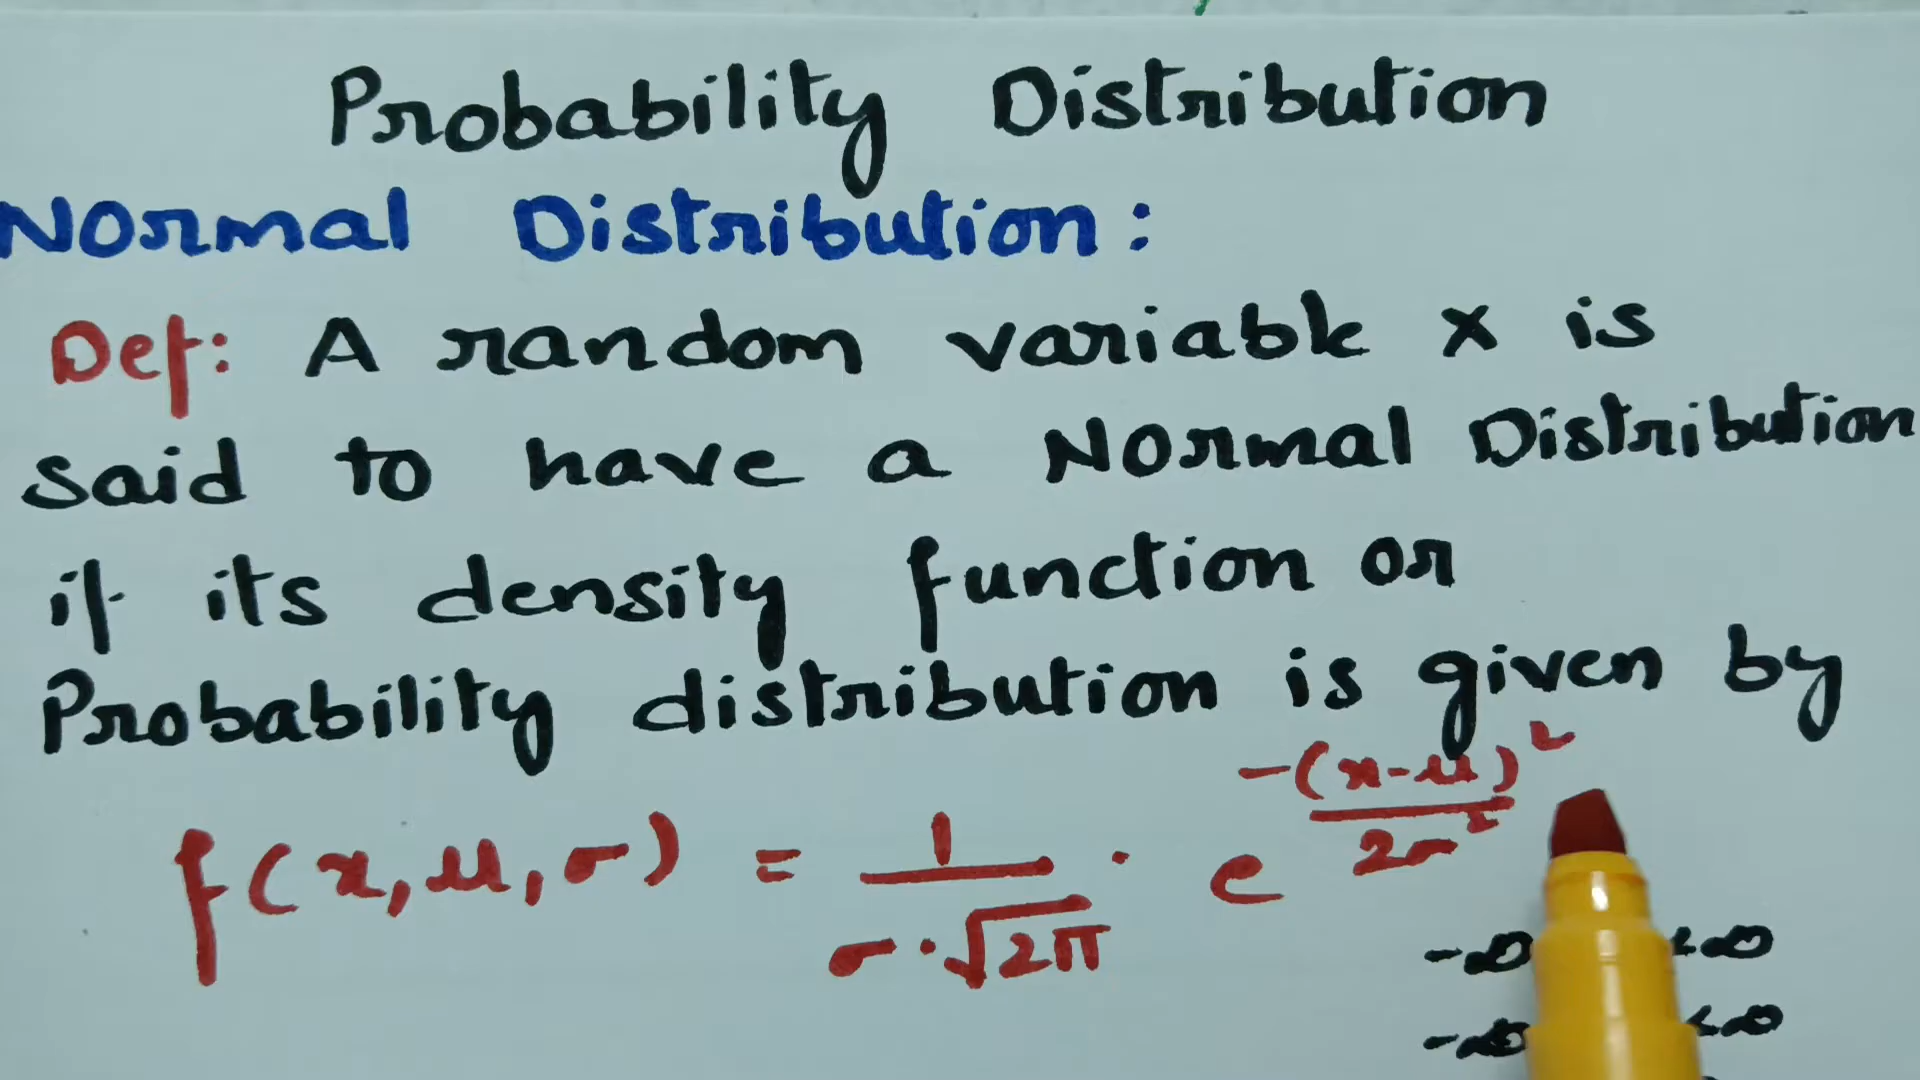 Probability Distribution
Normal Distribution:
Def: A random variable x is
said to have a Normal Distribution
if its density function or
Probability distribution is given by
f(x, μ, σ) = 1/(σ·√2π) · e^(-(x-μ)²/2σ²)
-∞ <∞
-∞ <∞